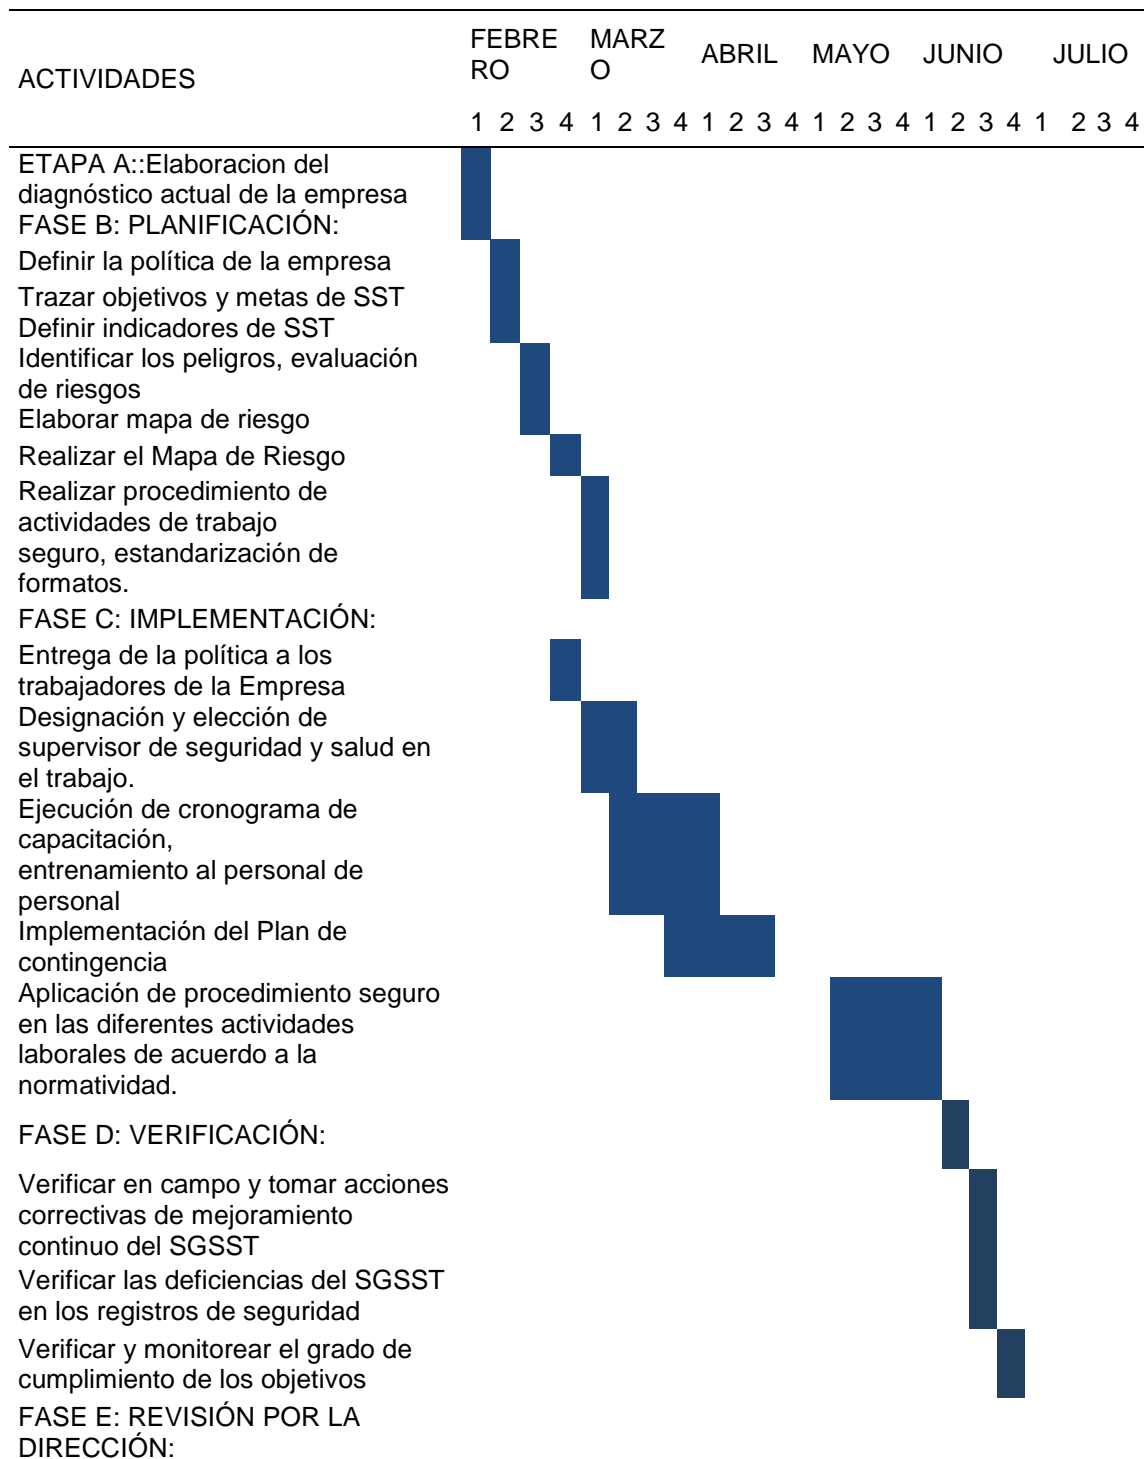 ACTIVIDADES
FEBRE
RO
MARZ
O
ABRIL
MAYO
JUNIO
JULIO
1 2 3 4 1 2 3 4 1 2 3 4 1 2 3 4 1 2 3 4 1 2 3 4
ETAPA A::Elaboracion del
diagnóstico actual de la empresa
FASE B: PLANIFICACIÓN:
Definir la política de la empresa
Trazar objetivos y metas de SST
Definir indicadores de SST
Identificar los peligros, evaluación
de riesgos
Elaborar mapa de riesgo
Realizar el Mapa de Riesgo
Realizar procedimiento de
actividades de trabajo
seguro, estandarización de
formatos.
FASE C: IMPLEMENTACIÓN:
Entrega de la política a los
trabajadores de la Empresa
Designación y elección de
supervisor de seguridad y salud en
el trabajo.
Ejecución de cronograma de
capacitación,
entrenamiento al personal de
personal
Implementación del Plan de
contingencia
Aplicación de procedimiento seguro
en las diferentes actividades
laborales de acuerdo a la
normatividad.
FASE D: VERIFICACIÓN:
Verificar en campo y tomar acciones
correctivas de mejoramiento
continuo del SGSST
Verificar las deficiencias del SGSST
en los registros de seguridad
Verificar y monitorear el grado de
cumplimiento de los objetivos
FASE E: REVISIÓN POR LA
DIRECCIÓN: